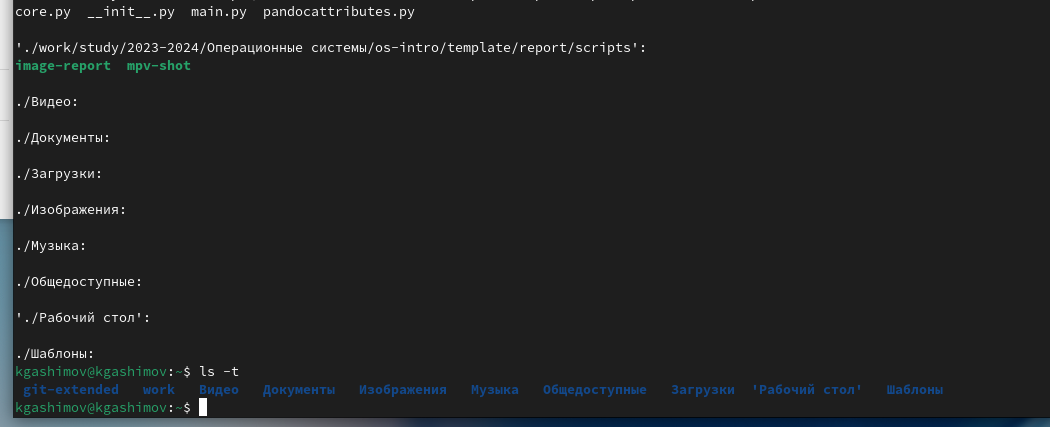 core.py  __init__.py  main.py  pandocattributes.py
'./work/study/2023-2024/Операционные системы/os-intro/template/report/scripts':
image-report  mpv-shot
./Видео:
./Документы:
./Загрузки:
./Изображения:
./Музыка:
./Общедоступные:
'./Рабочий стол':
./Шаблоны:
kgashimov@kgashimov:~$ ls -t
git-extended   work   Видео   Документы   Изображения   Музыка   Общедоступные   Загрузки  'Рабочий стол'   Шаблоны
kgashimov@kgashimov:~$